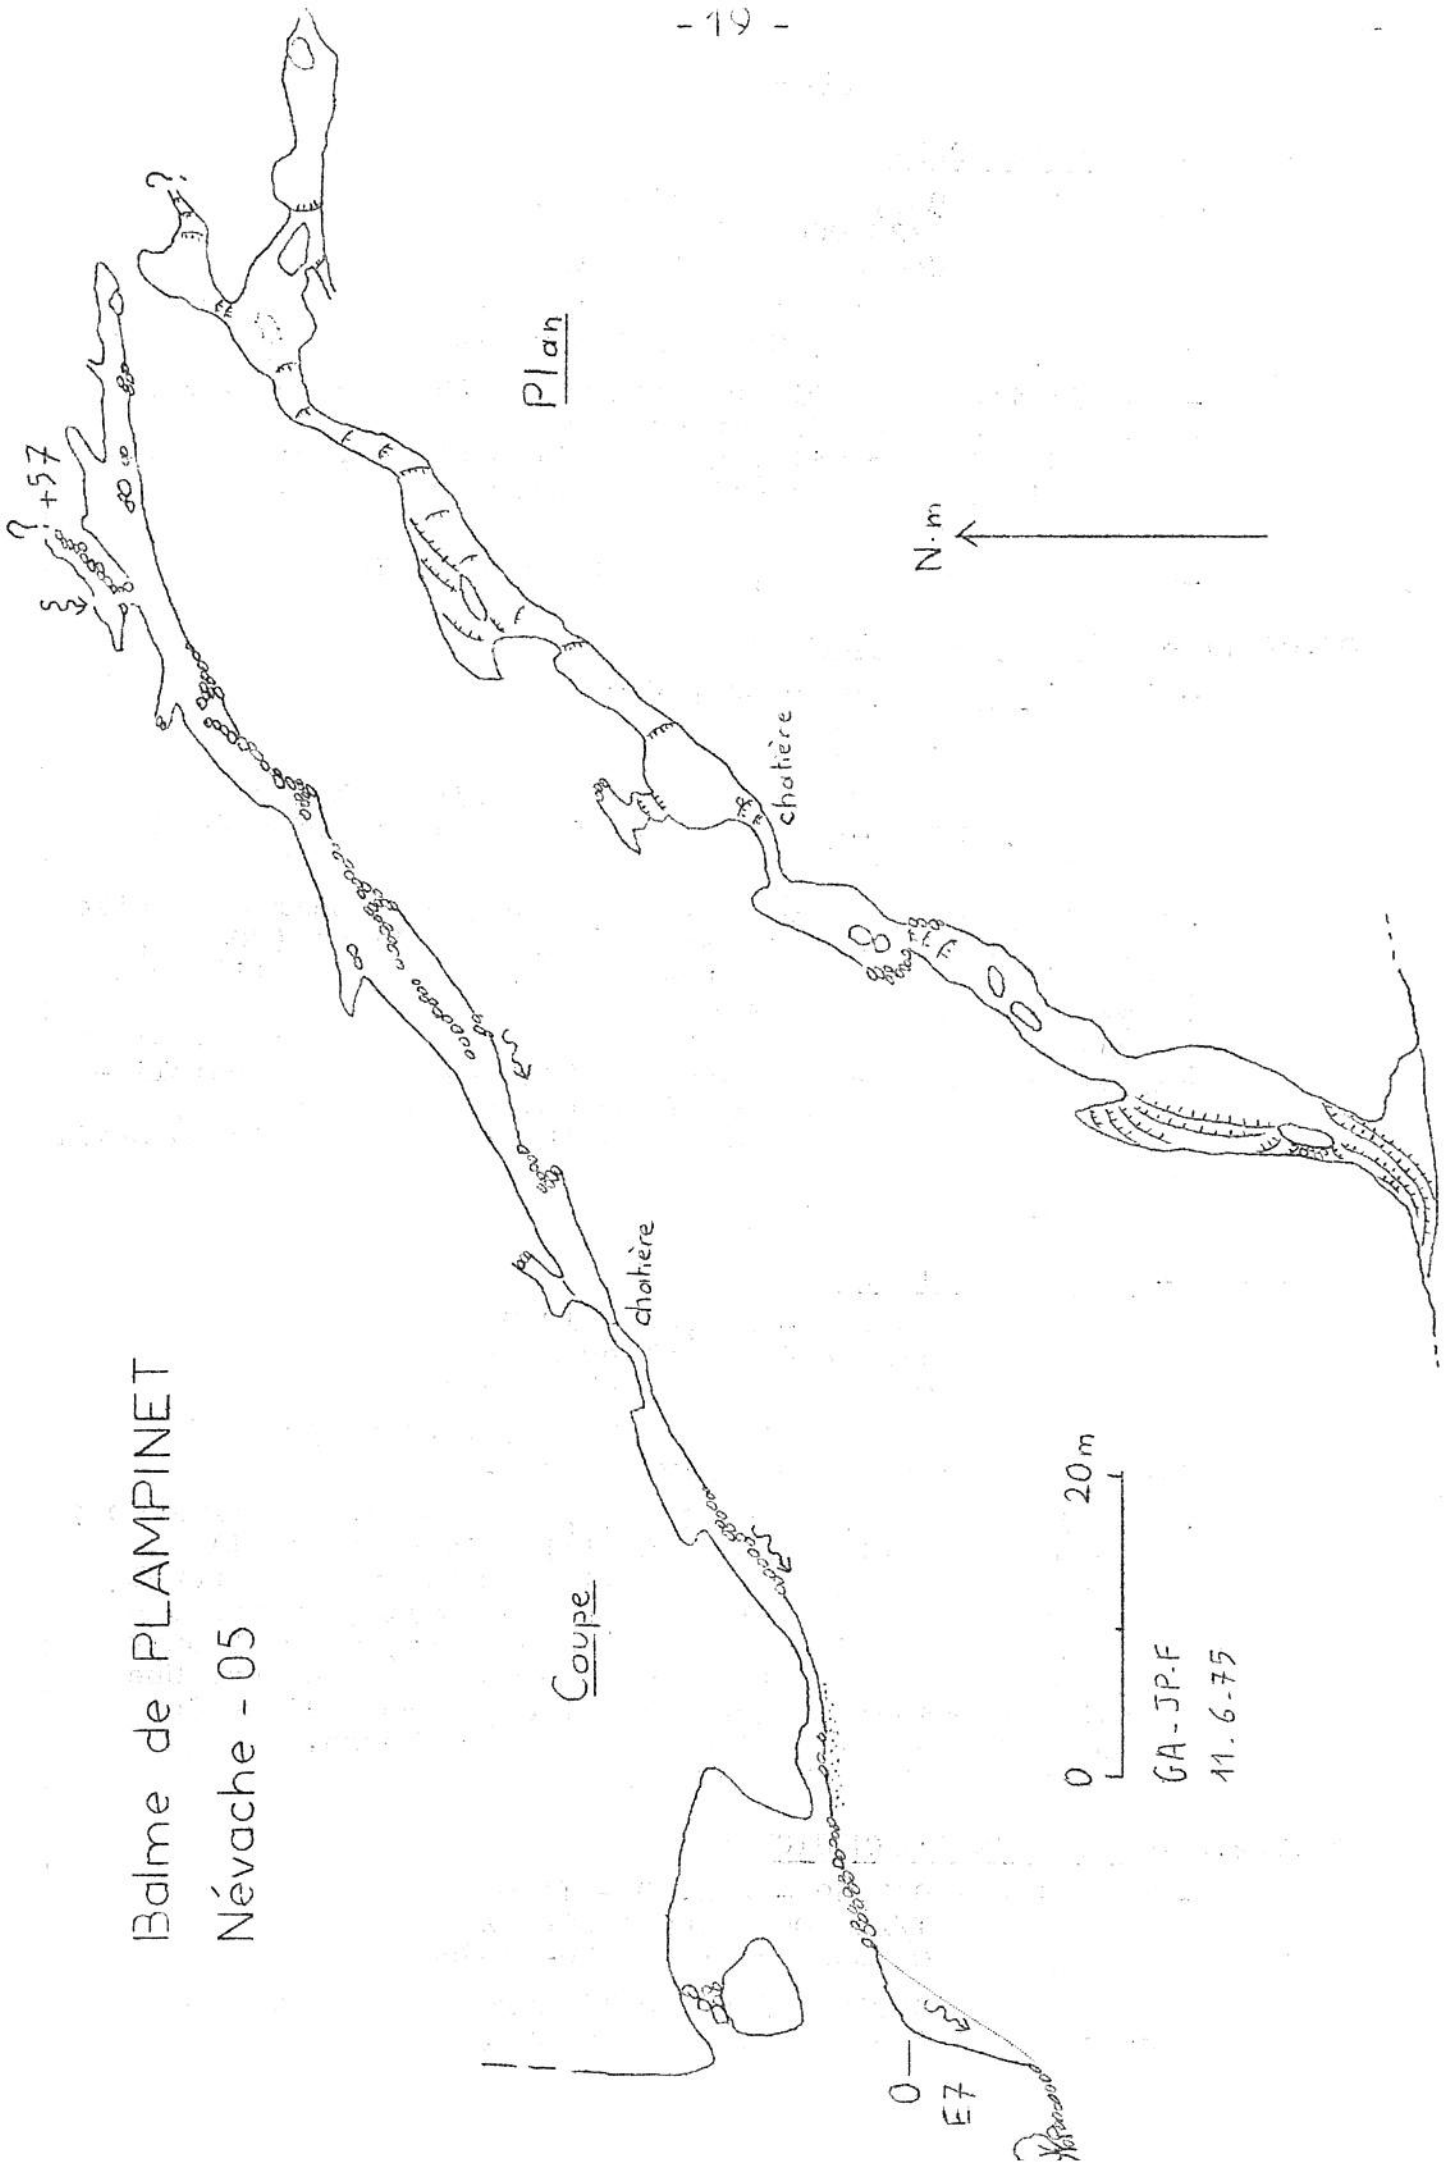 - 19 -
Balme de PLAMPINET
Névache - 05
? +57
?
Plan
N.m
chatière
chatière
Coupe
0 20m
GA - JP.F
11.6.75
0
E7